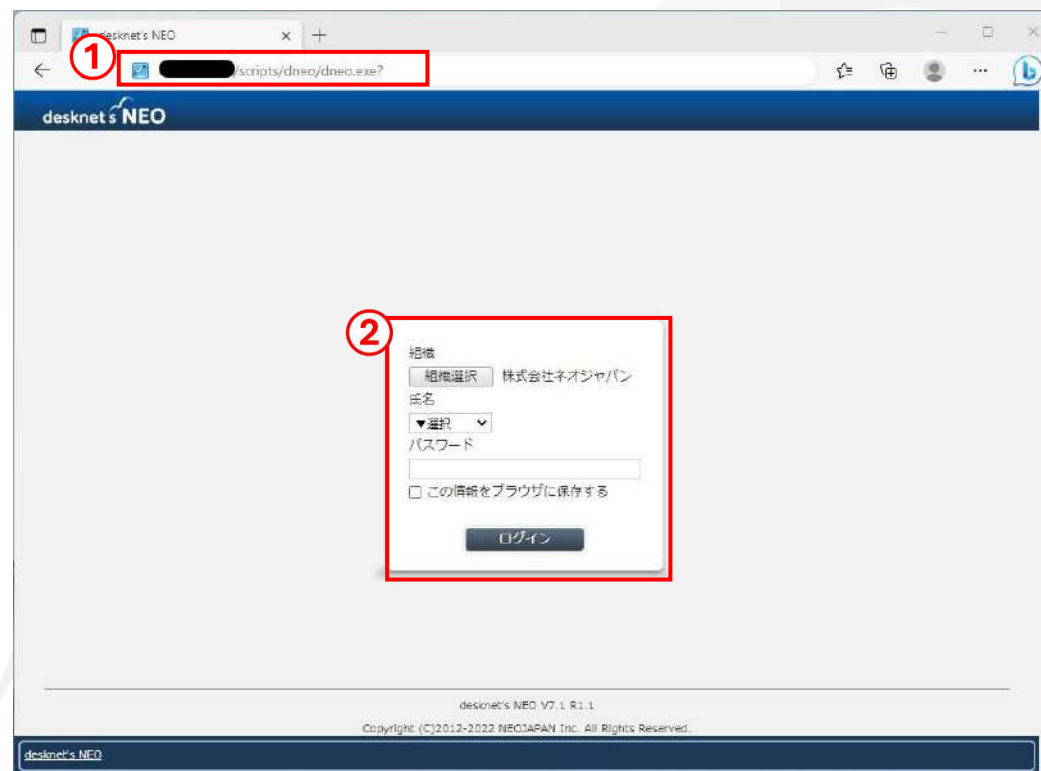 desknet's NEO
①
/scripts/dneo/dneo.exe?
desknet's NEO
②
組織
組織選択 株式会社ネオジャパン
氏名
▼選択
パスワード
この情報をブラウザに保存する
ログイン
desknet's NEO V7.1 R1.1
Copyright (C)2012-2022 NEOJAPAN Inc. All Rights Reserved.
desknet's NEO